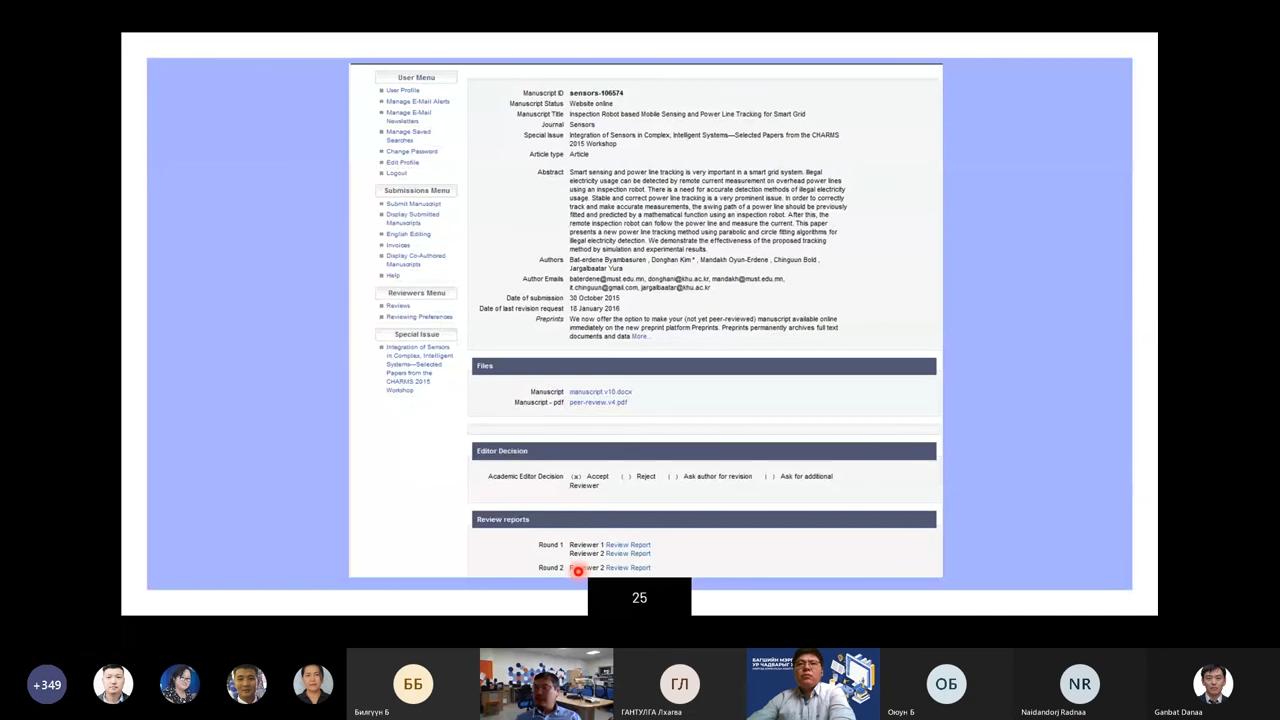 User Menu
User Profile
Manage E-Mail Alerts
Manage E-Mail
Newsletters
Manage Saved
Searches
Change Password
Edit Profile
Logout
Submissions Menu
Submit Manuscript
Display Submitted
Manuscripts
English Editing
Invoices
Display Co-Authored
Manuscripts
Help
Reviewers Menu
Reviews
Reviewing Preferences
Special Issue
Integration of Sensors
in Complex, Intelligent
Systems—Selected
Papers from the
CHARMS 2015
Workshop
Manuscript ID sensors-106574
Manuscript Status Website online
Manuscript Title Inspection Robot based Mobile Sensing and Power Line Tracking for Smart Grid
Journal Sensors
Special Issue Integration of Sensors in Complex, Intelligent Systems—Selected Papers from the CHARMS
2015 Workshop
Article type Article
Abstract Smart sensing and power line tracking is very important in a smart grid system. Illegal
electricity usage can be detected by remote current measurement on overhead power lines
using an inspection robot. There is a need for accurate detection methods of illegal electricity
usage. Stable and correct power line tracking is a very prominent issue. In order to correctly
track and make accurate measurements, the swing path of a power line should be previously
fitted and predicted by a mathematical function using an inspection robot. After this, the
remote inspection robot can follow the power line and measure the current. This paper
presents a new power line tracking method using parabolic and circle fitting algorithms for
illegal electricity detection. We demonstrate the effectiveness of the proposed tracking
method by simulation and experimental results.
Authors Bat-erdene Byambasuren , Donghan Kim * , Mandakh Oyun-Erdene , Chinguun Bold ,
Jargalbaatar Yura
Author Emails baterdene@must.edu.mn, donghani@khu.ac.kr, mandakh@must.edu.mn,
it.chinguun@gmail.com, jargalbaatar@khu.ac.kr
Date of submission 30 October 2015
Date of last revision request 18 January 2016
Preprints We now offer the option to make your (not yet peer-reviewed) manuscript available online
immediately on the new preprint platform Preprints. Preprints permanently archives full text
documents and data More...
Files
Manuscript manuscript.v10.docx
Manuscript - pdf peer-review.v4.pdf
Editor Decision
Academic Editor Decision (x) Accept ( ) Reject ( ) Ask author for revision ( ) Ask for additional
Reviewer
Review reports
Round 1 Reviewer 1 Review Report
Reviewer 2 Review Report
Round 2 2 Review Report
25
+349
ББ
Билгүүн Б
БАГШИЙН
УР ЧАДВАРЫГ
ГЛ
ГАНТУЛГА Лхагва
ОБ
Оюун Б
NR
Naidandorj Radnaa
Ganbat Danaa